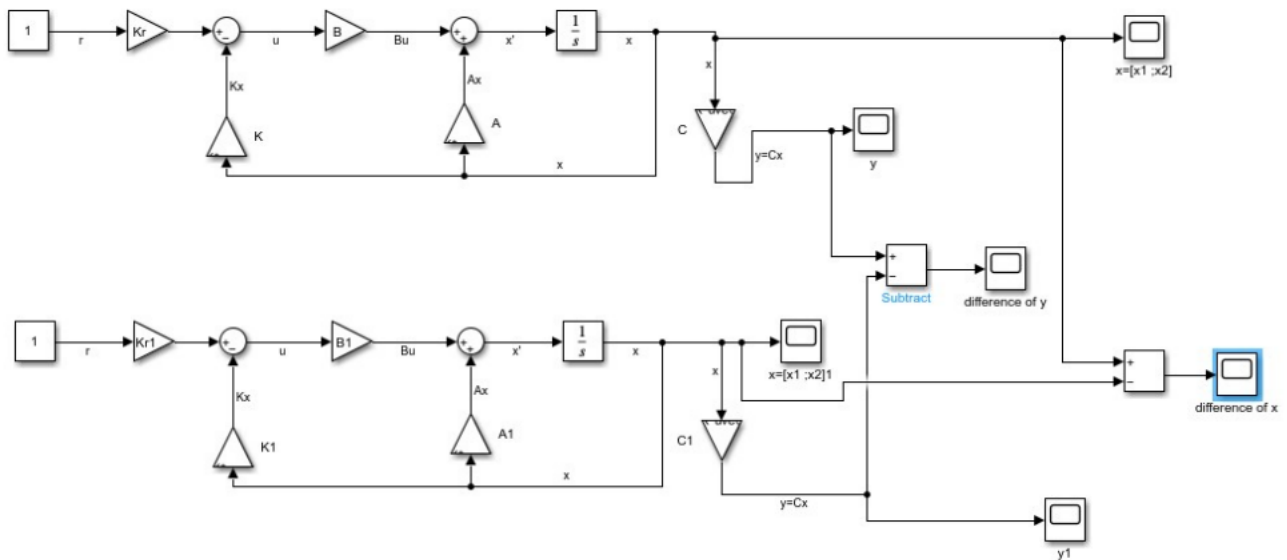 1
r
Kr
+
−
u
B
Bu
+
+
x'
1
s
x
x=[x1 ;x2]
Kx
Ax
K
A
x
x
C
y=Cx
y
+
−
Subtract
difference of y
1
r
Kr1
+
−
u
B1
Bu
+
+
x'
1
s
x
x=[x1 ;x2]1
Kx
Ax
K1
A1
x
x
C1
y=Cx
+
−
difference of x
y1